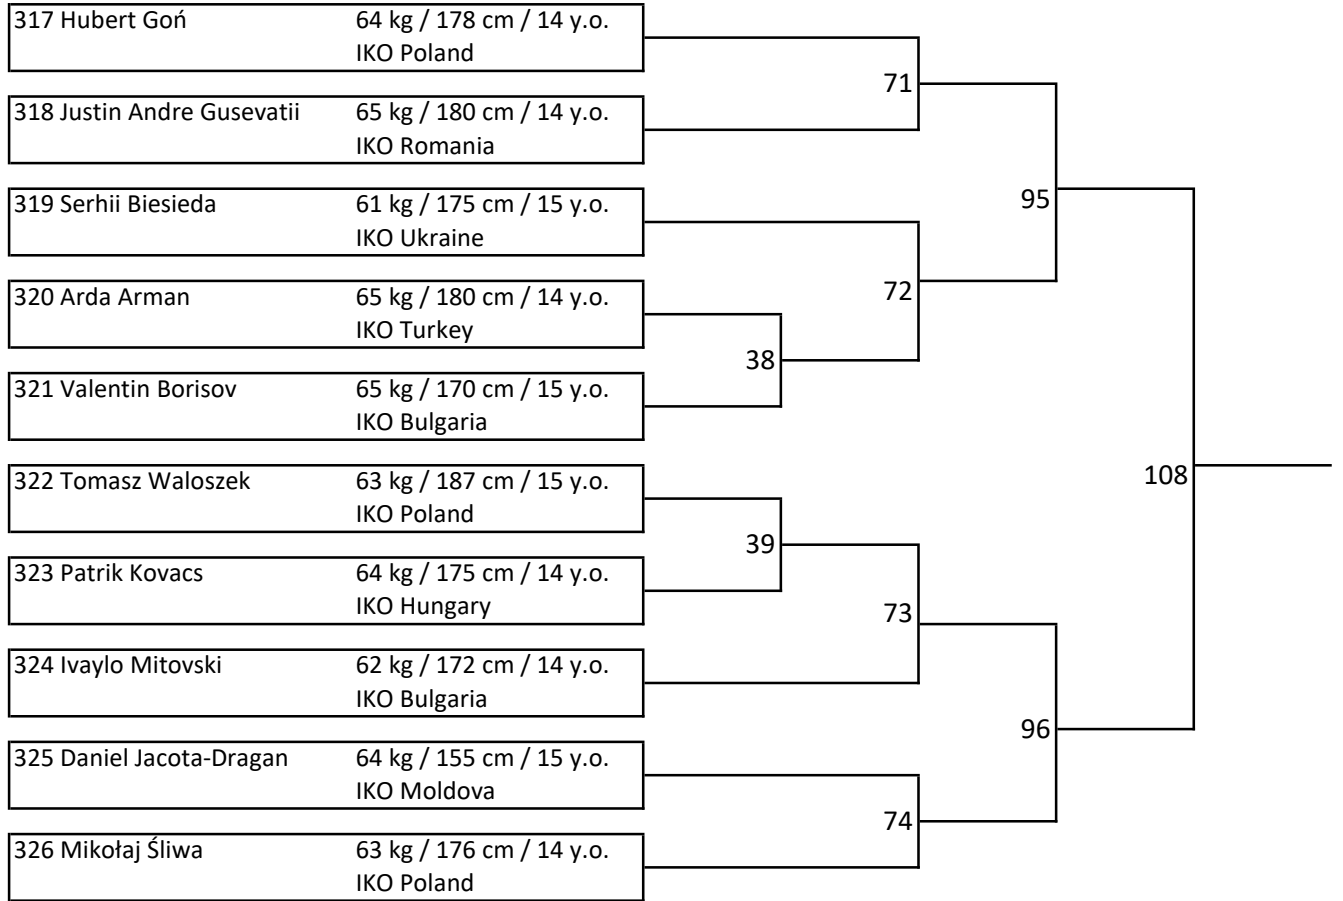 317 Hubert Goń 64 kg / 178 cm / 14 y.o.
IKO Poland
71
318 Justin Andre Gusevatii 65 kg / 180 cm / 14 y.o.
IKO Romania
319 Serhii Biesieda 61 kg / 175 cm / 15 y.o.
95
IKO Ukraine
320 Arda Arman 65 kg / 180 cm / 14 y.o.
72
IKO Turkey
38
321 Valentin Borisov 65 kg / 170 cm / 15 y.o.
IKO Bulgaria
322 Tomasz Waloszek 63 kg / 187 cm / 15 y.o.
108
IKO Poland
39
323 Patrik Kovacs 64 kg / 175 cm / 14 y.o.
IKO Hungary
73
324 Ivaylo Mitovski 62 kg / 172 cm / 14 y.o.
IKO Bulgaria
96
325 Daniel Jacota-Dragan 64 kg / 155 cm / 15 y.o.
IKO Moldova
74
326 Mikołaj Śliwa 63 kg / 176 cm / 14 y.o.
IKO Poland